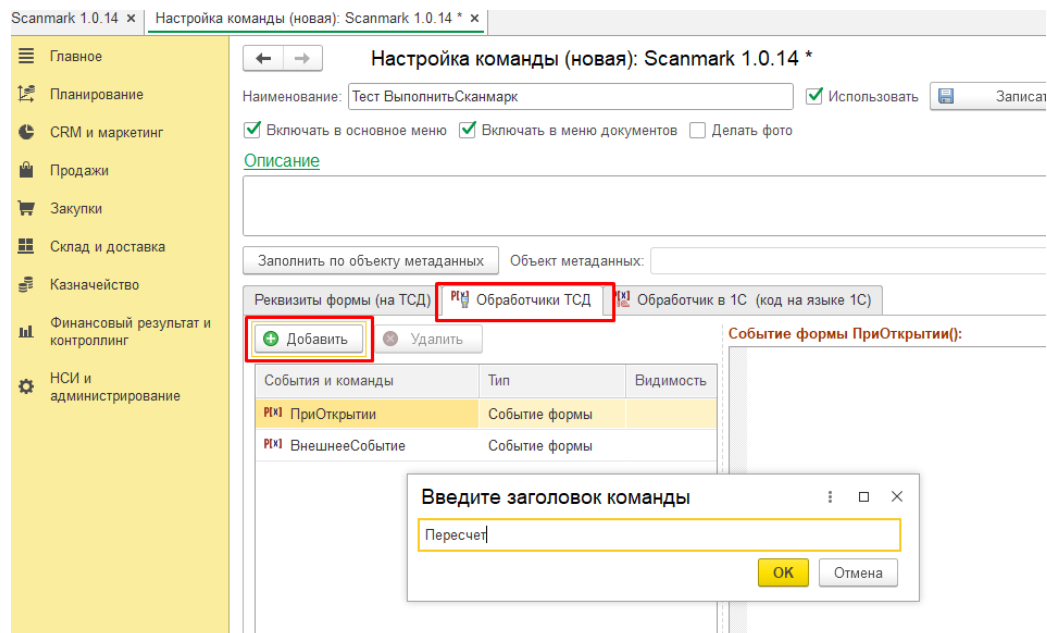 Scanmark 1.0.14 × Настройка команды (новая): Scanmark 1.0.14 * ×
Главное
Планирование
CRM и маркетинг
Продажи
Закупки
Склад и доставка
Казначейство
Финансовый результат и
контроллинг
НСИ и
администрирование
Настройка команды (новая): Scanmark 1.0.14 *
Наименование: Тест ВыполнитьСканмарк Использовать Записат
Включать в основное меню Включать в меню документов Делать фото
Описание
Заполнить по объекту метаданных Объект метаданных:
Реквизиты формы (на ТСД) P[x] Обработчики ТСД P[x] Обработчик в 1С (код на языке 1С)
Добавить Удалить
События и команды Тип Видимость
P[x] ПриОткрытии Событие формы
P[x] ВнешнееСобытие Событие формы
Событие формы ПриОткрытии():
Введите заголовок команды
Пересчет
OK Отмена